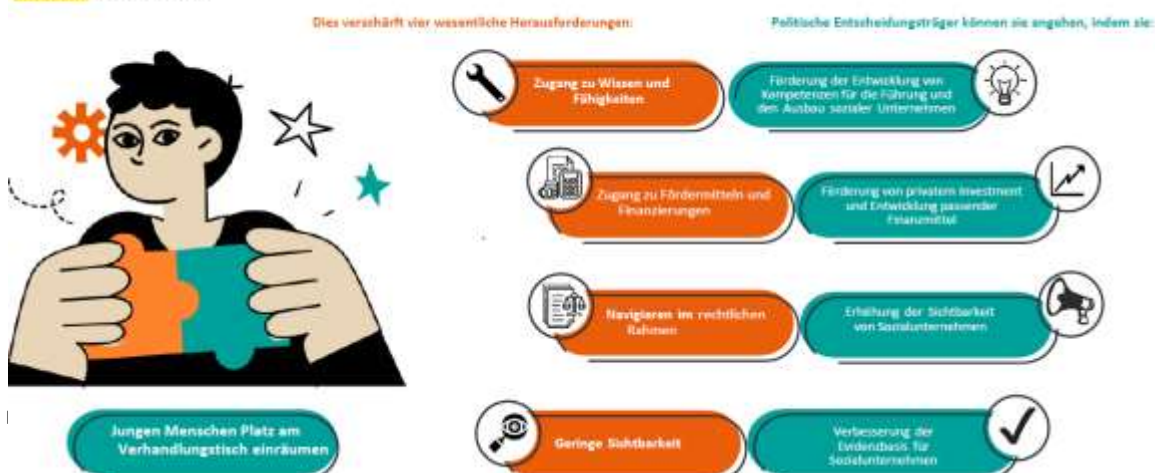 Dies verschärft vier wesentliche Herausforderungen:
Politische Entscheidungsträger können sie angehen, indem sie:
Zugang zu Wissen und
Fähigkeiten
Förderung der Entwicklung von
Kompetenzen für die Führung und
den Ausbau sozialer Unternehmen
Zugang zu Fördermitteln und
Finanzierungen
Förderung von privatem Investment
und Entwicklung passender
Finanzmittel
Navigieren im rechtlichen
Rahmen
Erhöhung der Sichtbarkeit
von Sozialunternehmen
Jungen Menschen Platz am
Verhandlungstisch einräumen
Geringe Sichtbarkeit
Verbesserung der
Evidenzbasis für
Sozialunternehmen